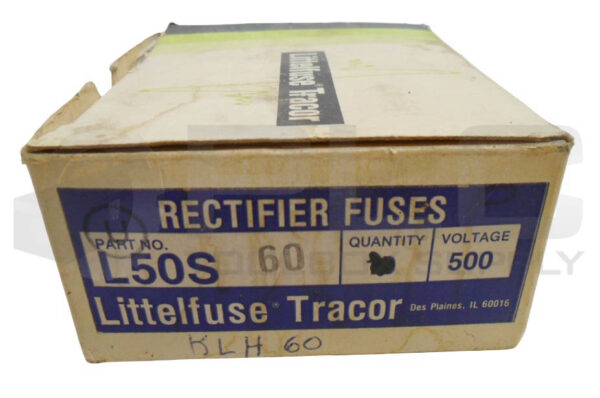 Littelfuse Tracor
RECTIFIER FUSES
PART NO. QUANTITY VOLTAGE
L50S 60 500
Littelfuse® Tracor Des Plaines, IL 60016
KLH 60